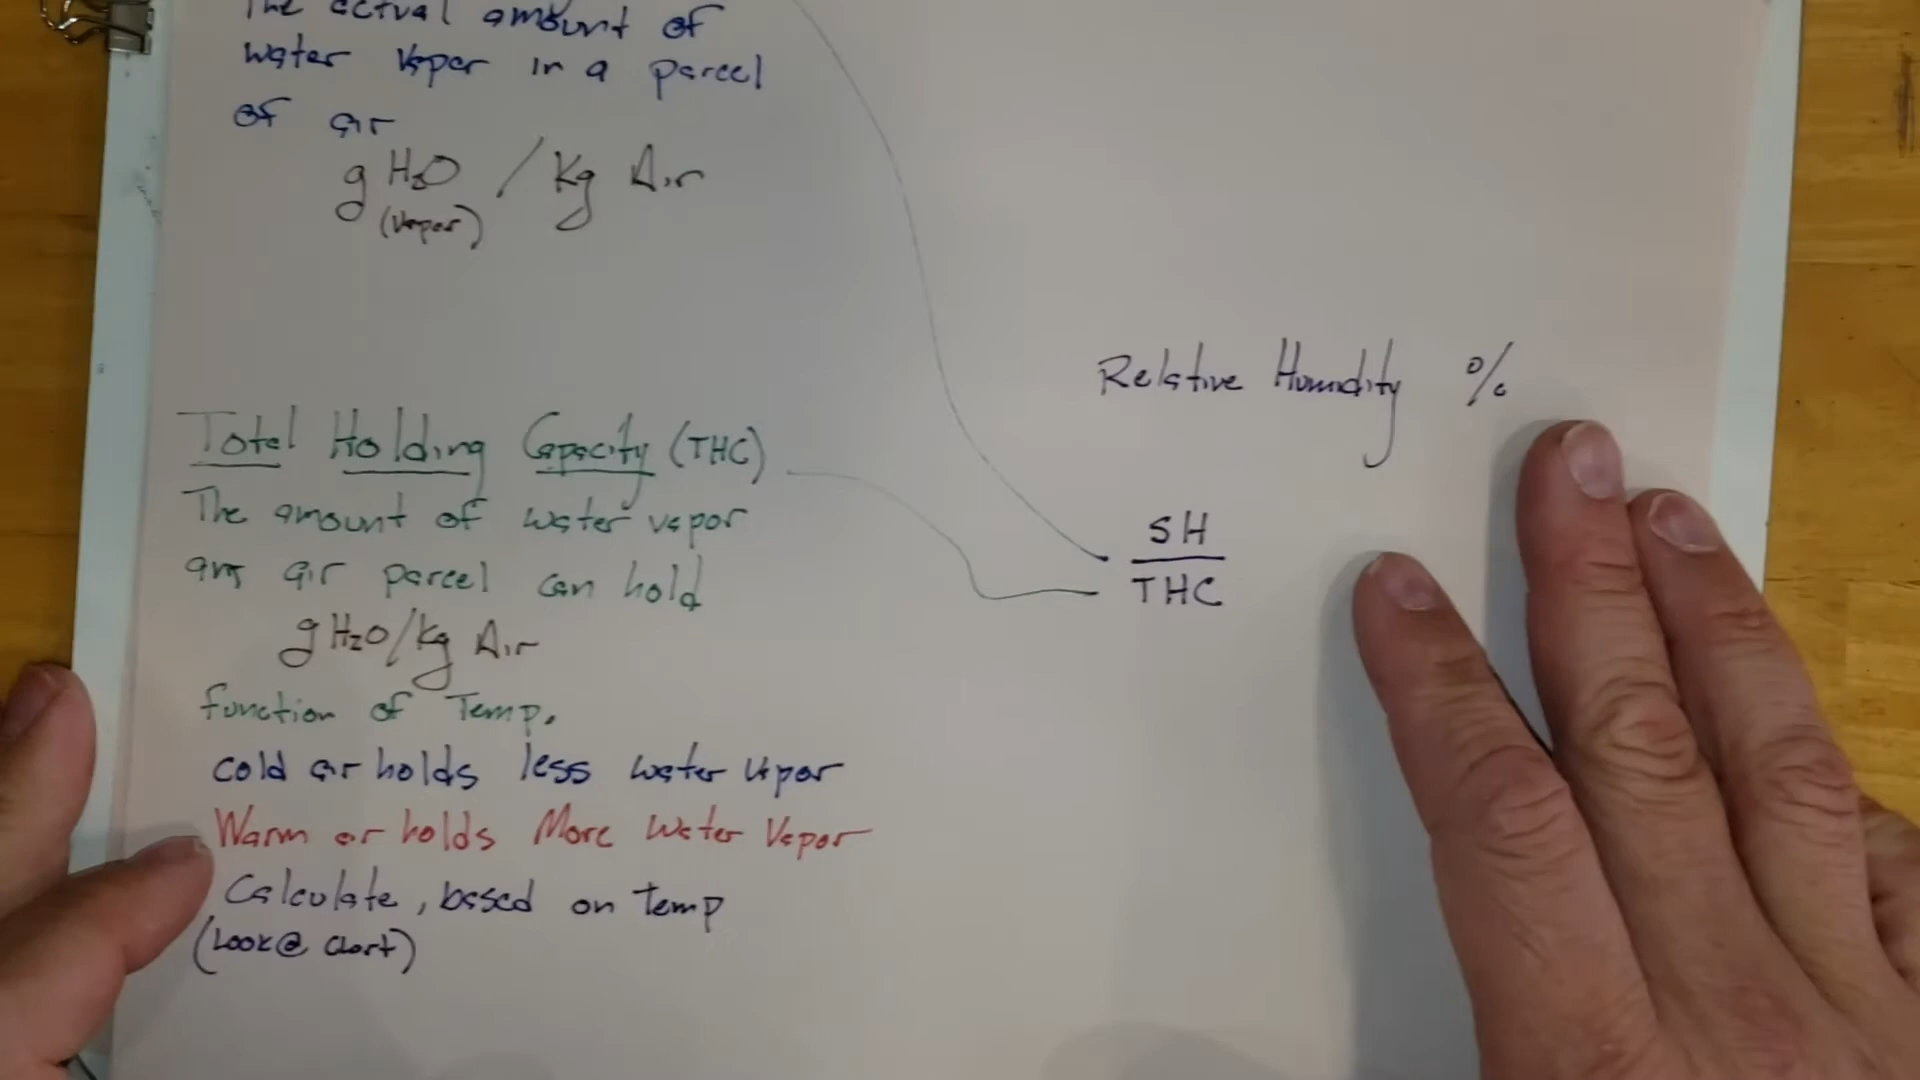 The actual amount of
water vapor in a parcel
of air
g H2O / Kg Air
(vapor)
Relative Humidity %
Total Holding Capacity (THC)
The amount of water vapor
any air parcel can hold
g H2O/Kg Air
SH
THC
function of Temp.
cold air holds less water vapor
Warm air holds More Water Vapor
Calculate, based on temp
(Look@ Chart)